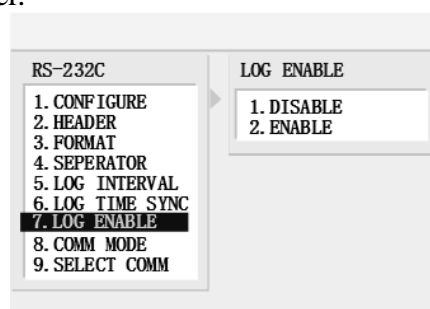 er.
RS-232C
1. CONFIGURE
2. HEADER
3. FORMAT
4. SEPERATOR
5. LOG INTERVAL
6. LOG TIME SYNC
7. LOG ENABLE
8. COMM MODE
9. SELECT COMM
LOG ENABLE
1. DISABLE
2. ENABLE